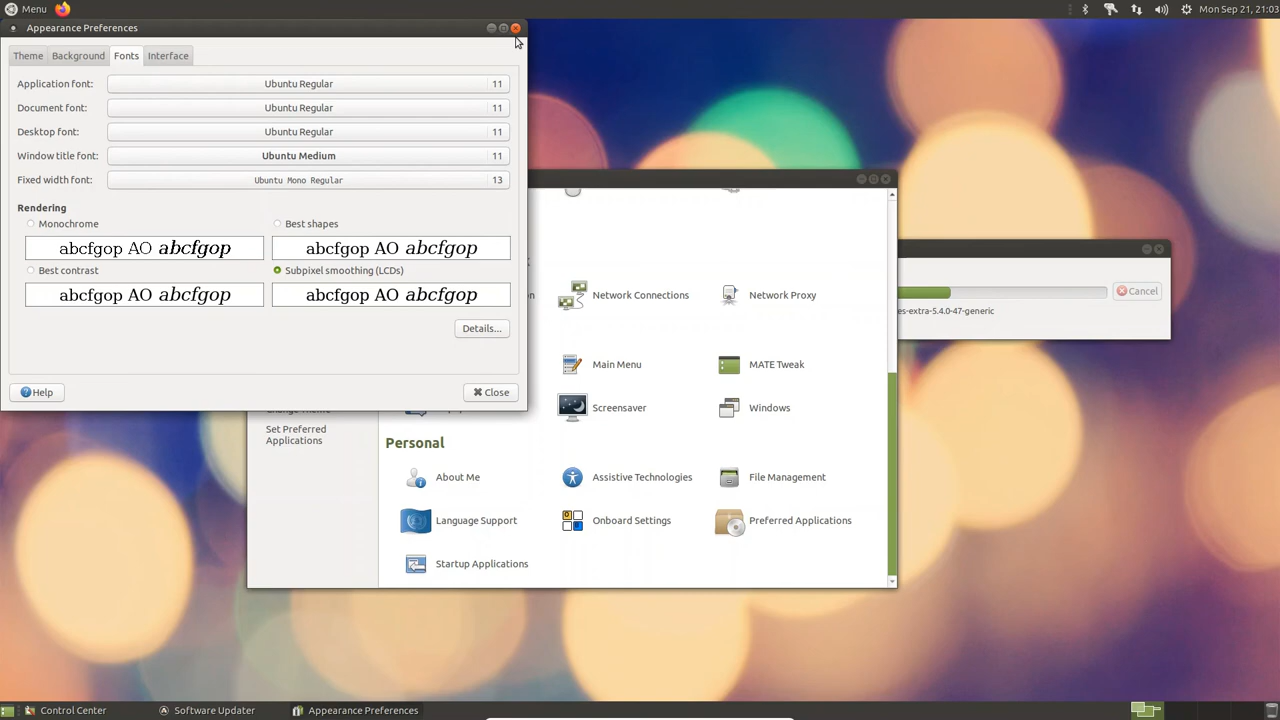 Menu
Mon Sep 21, 21:03
Appearance Preferences
Theme Background Fonts Interface
Application font: Ubuntu Regular 11
Document font: Ubuntu Regular 11
Desktop font: Ubuntu Regular 11
Window title font: Ubuntu Medium 11
Fixed width font: Ubuntu Mono Regular 13
Rendering
Monochrome Best shapes
abcfgop AO abcfgop abcfgop AO abcfgop
Best contrast Subpixel smoothing (LCDs)
abcfgop AO abcfgop abcfgop AO abcfgop
Details...
Help Close
Network Connections Network Proxy
Main Menu MATE Tweak
Screensaver Windows
Set Preferred
Applications
Personal
About Me Assistive Technologies File Management
Language Support Onboard Settings Preferred Applications
Startup Applications
Cancel
es-extra-5.4.0-47-generic
Control Center Software Updater Appearance Preferences